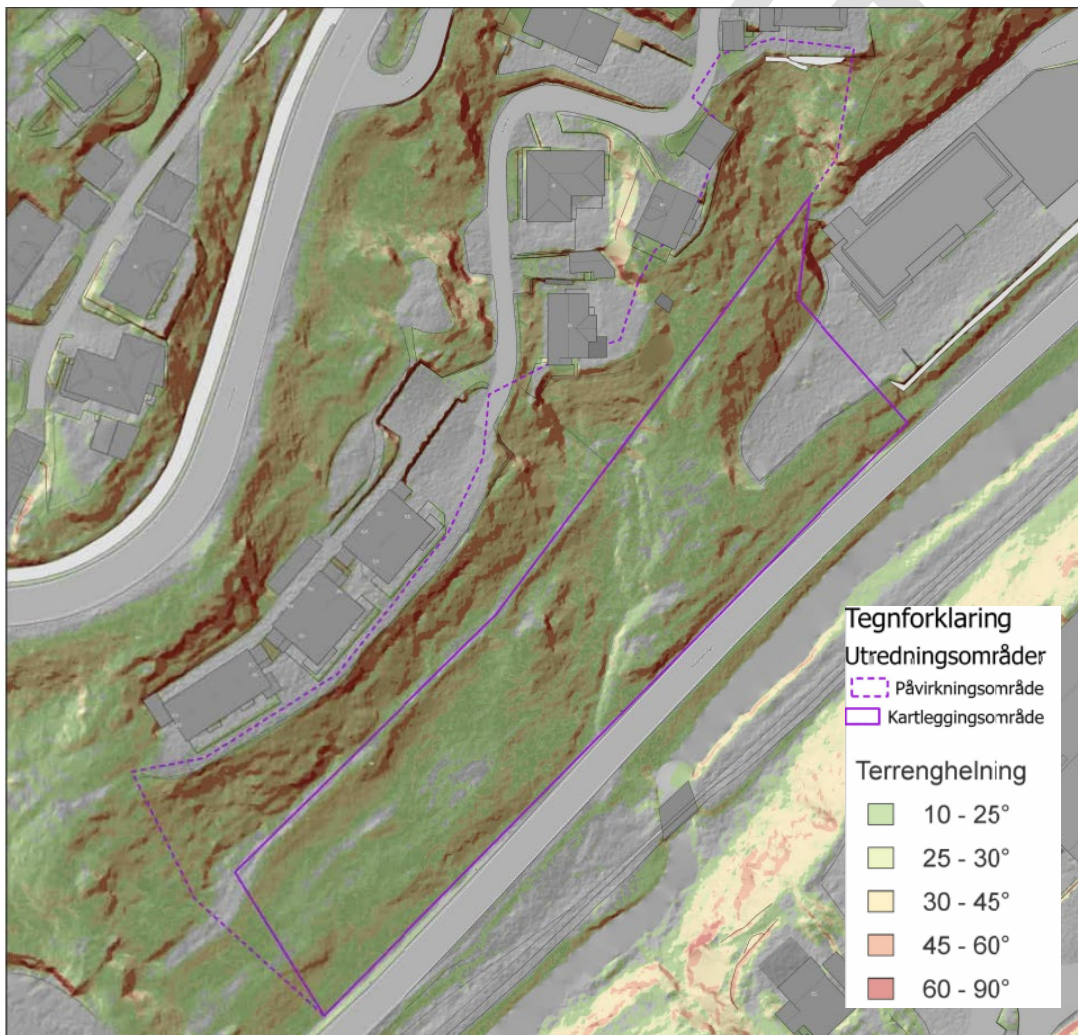 Tegnforklaring
Utredningsområder
Påvirkningsområde
Kartleggingsområde
Terrenghelning
10 - 25°
25 - 30°
30 - 45°
45 - 60°
60 - 90°